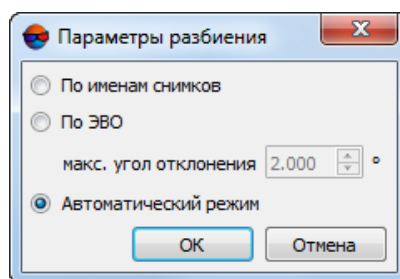 Параметры разбиения
По именам снимков
По ЭВО
макс. угол отклонения 2.000 °
Автоматический режим
OK Отмена